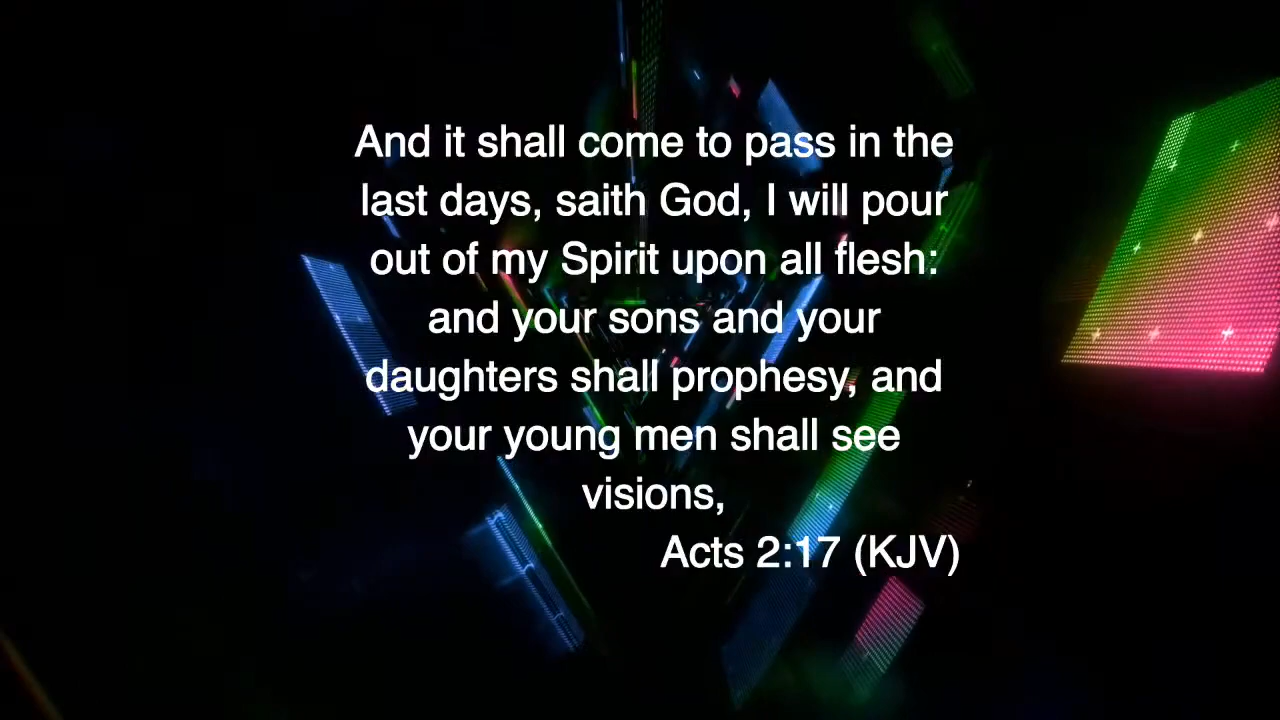 And it shall come to pass in the
last days, saith God, I will pour
out of my Spirit upon all flesh:
and your sons and your
daughters shall prophesy, and
your young men shall see
visions,
Acts 2:17 (KJV)